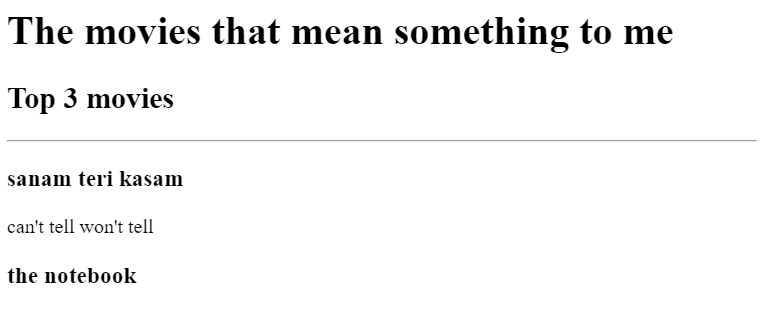 The movies that mean something to me
Top 3 movies
sanam teri kasam
can't tell won't tell
the notebook